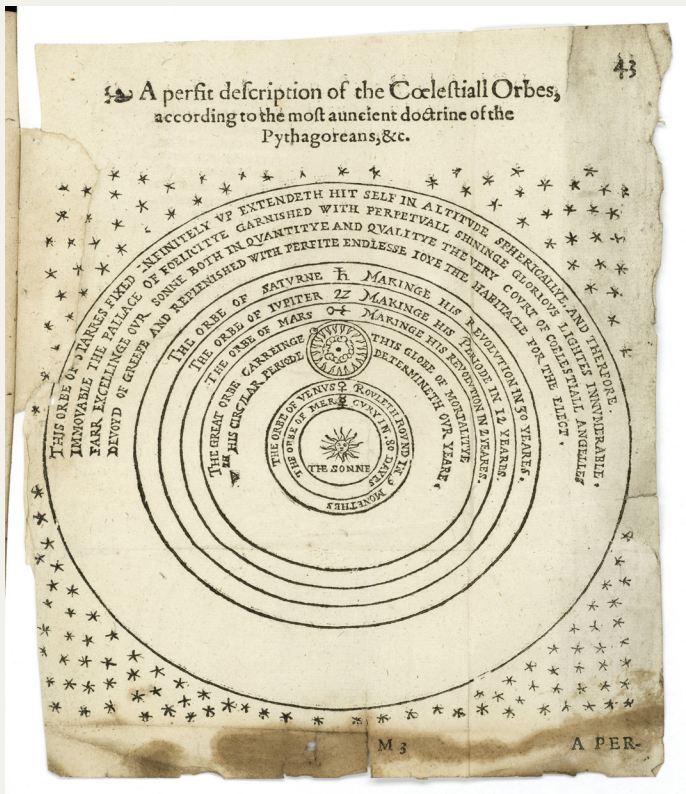 43
A perfit description of the Cœlestiall Orbes,
according to the most auncient doctrine of the
Pythagoreans, &c.
THIS ORBE OF STARRES FIXED INFINITELY VP EXTENDETH HIT SELF IN ALTITVDE SPHERICALLYE, AND THEREFORE.
IMMOVABLE THE PALLACE OF FOELICITYE GARNISHED WITH PERPETVALL SHININGE GLORIOVS LIGHTES INNVMERABLE.
FARR EXCELLINGE OVR SONNE BOTH IN QVANTITYE AND QVALITYE THE VERY COVRT OF COELESTIALL ANGELLES
DEVOYD OF GREEFE AND REPLENISHED WITH PERFITE ENDLESSE IOYE THE HABITACLE FOR THE ELECT.
THE ORBE OF SATVRNE ♄ MAKINGE HIS REVOLVTION IN 30 YEARES.
THE ORBE OF IVPITER ♃ MAKINGE HIS PERIODE IN 12 YEARES.
THE ORBE OF MARS ♂ MAKINGE HIS REVOLVTION IN 2 YEARES.
THE GREAT ORBE CARREINGE THIS GLOBE OF MORTALITYE
WTH HIS CIRCVLAR PERIODE DETERMINETH OVR YEARE.
THE ORBE OF VENVS ♀ ROVLETH ROVND IN 9 MONETHES
THE ORBE OF MER ☿ CVRY IN 80 DAYES
THE SONNE
M 3
A PER-